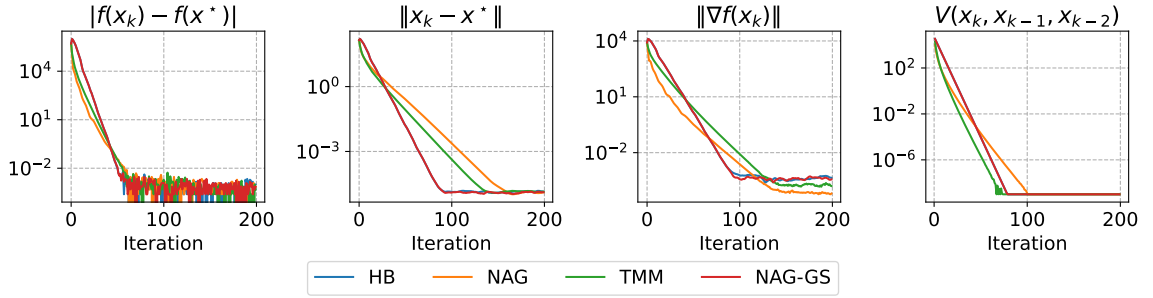 |f(x_k) − f(x^⋆)|
10^4
10^1
10^−2
0
100
200
Iteration
‖x_k − x^⋆‖
10^0
10^−3
0
100
200
Iteration
‖∇f(x_k)‖
10^4
10^1
10^−2
0
100
200
Iteration
V(x_k, x_{k−1}, x_{k−2})
10^2
10^−2
10^−6
0
100
200
Iteration
HB
NAG
TMM
NAG-GS